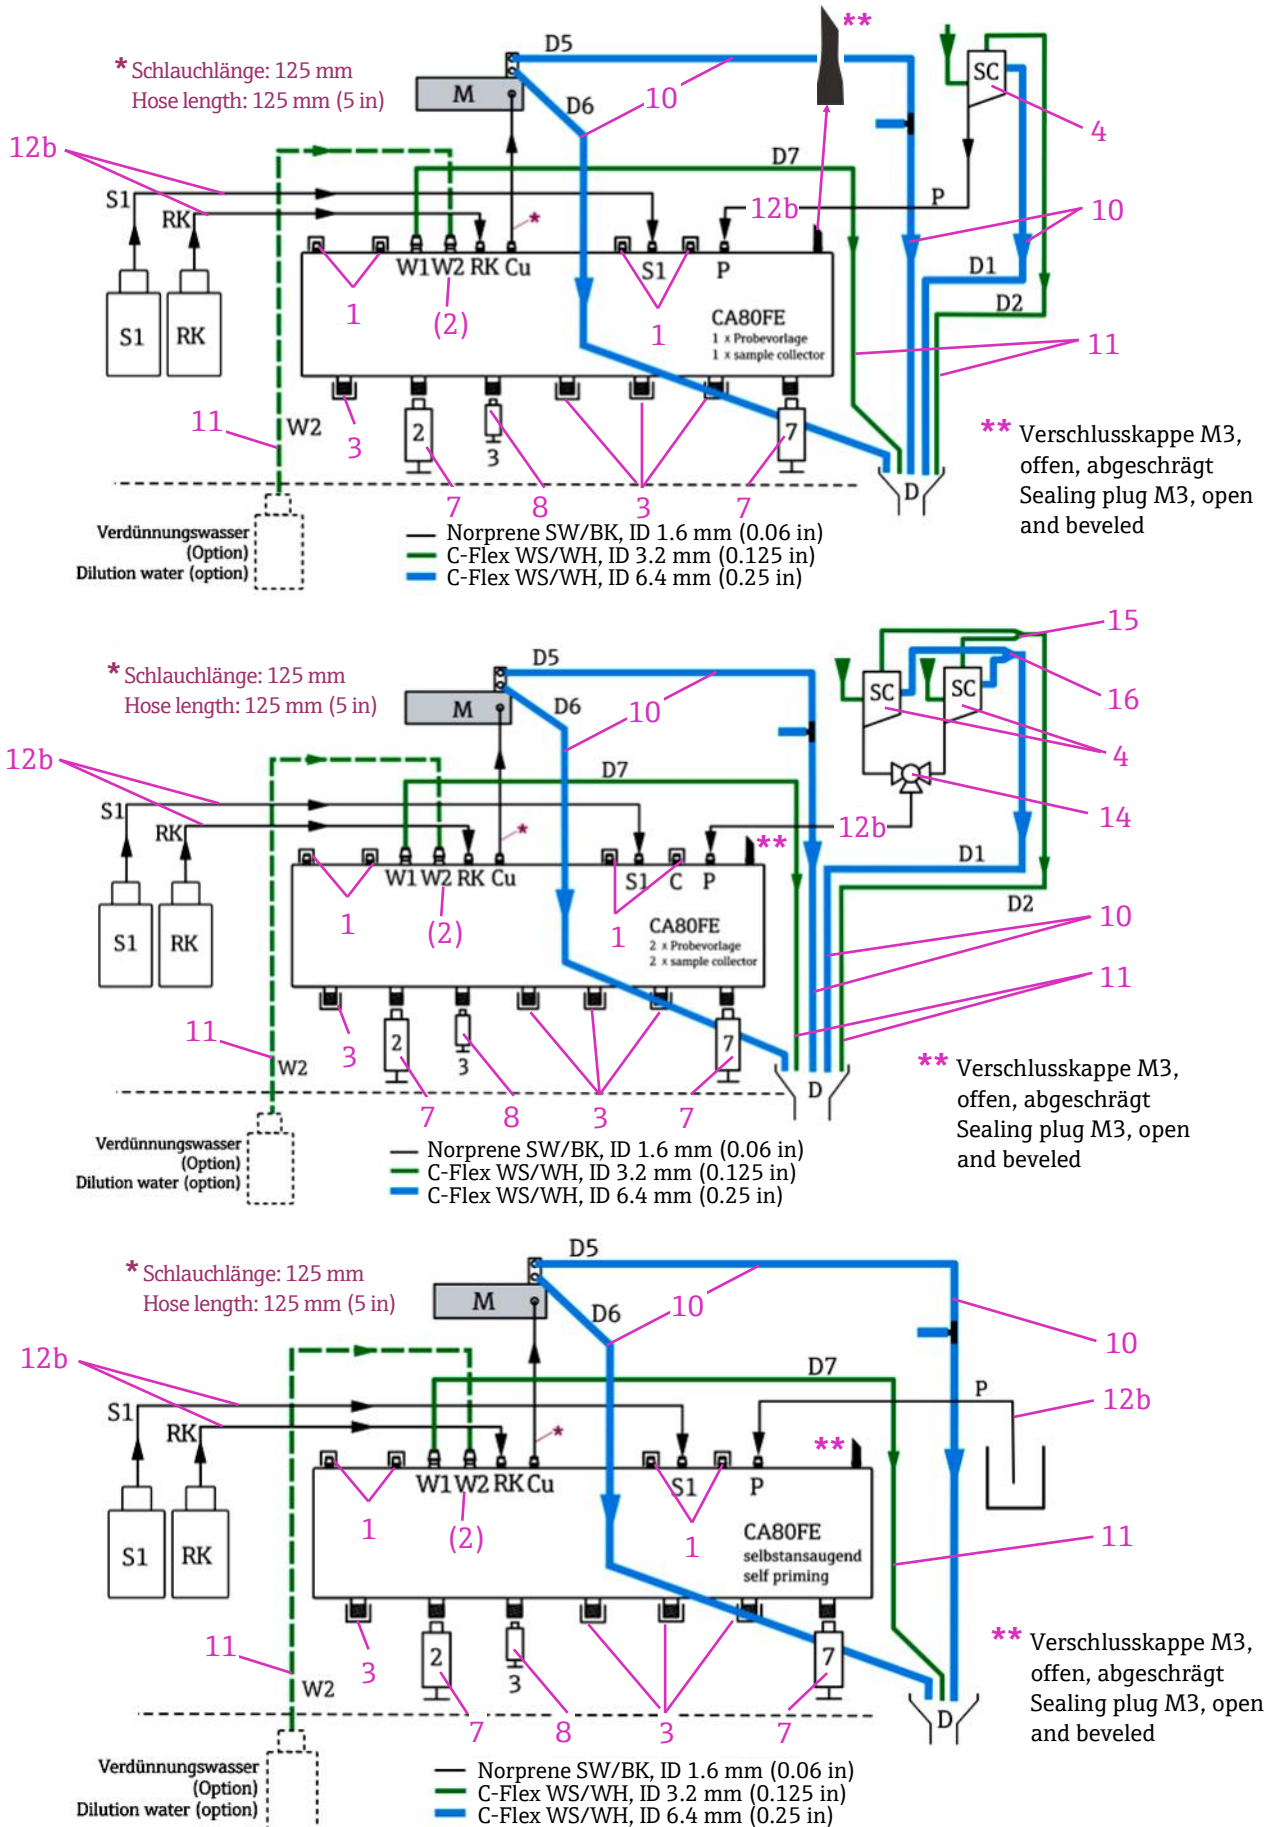 **
D5
* Schlauchlänge: 125 mm
Hose length: 125 mm (5 in)
M
D6
10
SC
4
12b
D7
S1
RK
*
12b
P
10
W1 W2 RK Cu
S1
P
D1
D2
1
(2)
1
CA80FE
1 x Probevorlage
1 x sample collector
S1
RK
11
11
W2
3
2
3
7
** Verschlusskappe M3,
offen, abgeschrägt
Sealing plug M3, open
and beveled
D
7
8
3
7
Verdünnungswasser
(Option)
Dilution water (option)
Norprene SW/BK, ID 1.6 mm (0.06 in)
C-Flex WS/WH, ID 3.2 mm (0.125 in)
C-Flex WS/WH, ID 6.4 mm (0.25 in)
15
D5
* Schlauchlänge: 125 mm
Hose length: 125 mm (5 in)
M
D6
10
SC
SC
16
4
12b
D7
14
S1
RK
*
12b
**
D1
W1 W2 RK Cu
S1
C
P
D2
1
(2)
1
CA80FE
2 x Probevorlage
2 x sample collector
10
S1
RK
11
11
W2
3
2
3
7
** Verschlusskappe M3,
offen, abgeschrägt
Sealing plug M3, open
and beveled
D
7
8
3
7
Verdünnungswasser
(Option)
Dilution water (option)
Norprene SW/BK, ID 1.6 mm (0.06 in)
C-Flex WS/WH, ID 3.2 mm (0.125 in)
C-Flex WS/WH, ID 6.4 mm (0.25 in)
D5
* Schlauchlänge: 125 mm
Hose length: 125 mm (5 in)
M
D6
10
10
12b
D7
P
12b
S1
RK
*
**
W1 W2 RK Cu
S1
P
1
(2)
1
CA80FE
selbstansaugend
self priming
11
S1
RK
11
W2
3
2
3
7
** Verschlusskappe M3,
offen, abgeschrägt
Sealing plug M3, open
and beveled
D
7
8
3
7
Verdünnungswasser
(Option)
Dilution water (option)
Norprene SW/BK, ID 1.6 mm (0.06 in)
C-Flex WS/WH, ID 3.2 mm (0.125 in)
C-Flex WS/WH, ID 6.4 mm (0.25 in)